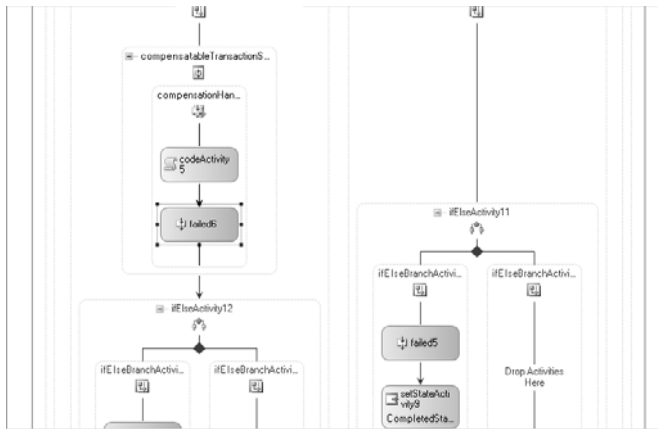 compensatableTransactionS...
compensationHan...
codeActivity
5
failed6
ifElseActivity12
ifElseBranchActivi...
ifElseBranchActivi...
ifElseActivity11
ifElseBranchActivi...
ifElseBranchActivi...
failed5
Drop Activities
Here
setStateActi
vity9
CompletedSta...